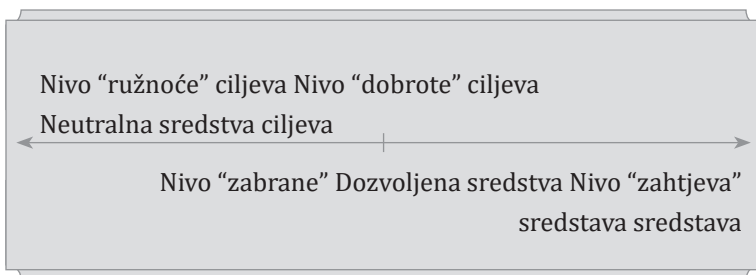 Nivo “ružnoće” ciljeva Nivo “dobrote” ciljeva
Neutralna sredstva ciljeva
Nivo “zabrane” Dozvoljena sredstva Nivo “zahtjeva”
sredstava sredstava